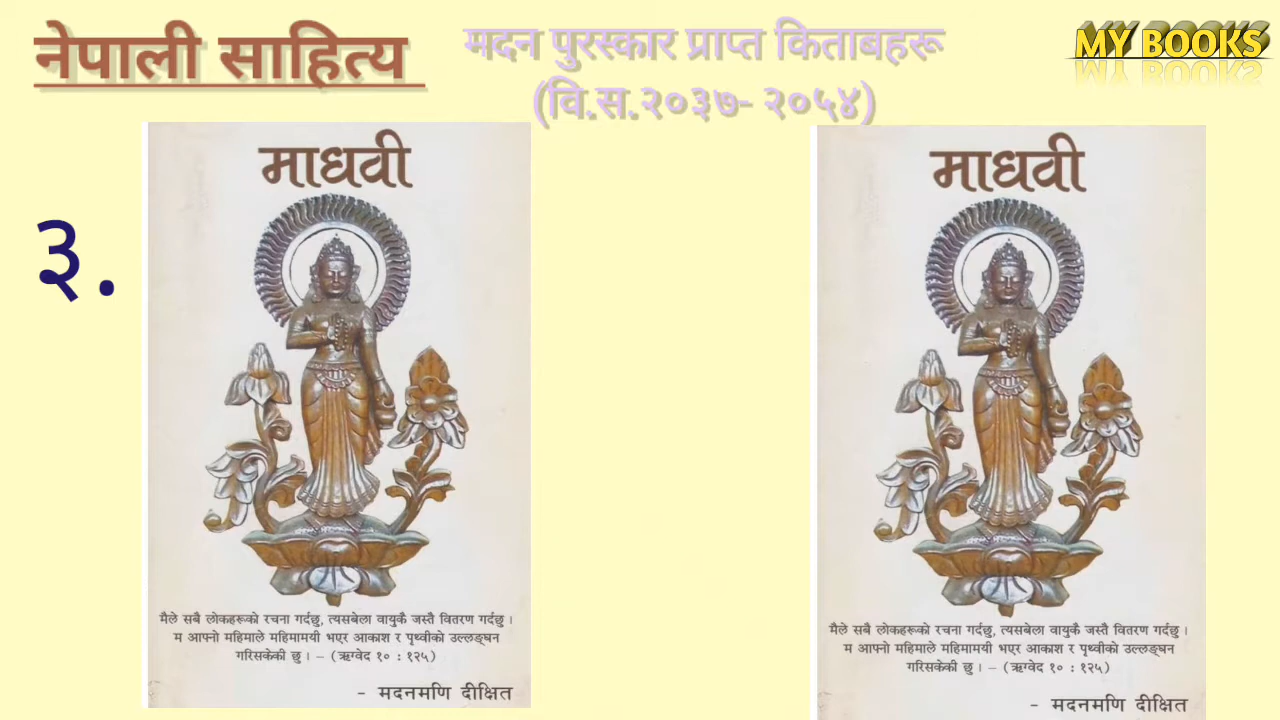 नेपाली साहित्य
मदन पुरस्कार प्राप्त किताबहरू
(वि.स.२०३७- २०५४)
MY BOOKS
३.
माधवी
मैले सबै लोकहरूको रचना गर्दछु, त्यसबेला वायुकै जस्तै वितरण गर्दछु ।
म आफ्नो महिमाले महिमामयी भएर आकाश र पृथ्वीको उल्लङ्घन
गरिसकेकी छु । – (ऋग्वेद १० : १२५)
- मदनमणि दीक्षित
माधवी
मैले सबै लोकहरूको रचना गर्दछु, त्यसबेला वायुकै जस्तै वितरण गर्दछु ।
म आफ्नो महिमाले महिमामयी भएर आकाश र पृथ्वीको उल्लङ्घन
गरिसकेकी छु । – (ऋग्वेद १० : १२५)
- मदनमणि दीक्षित